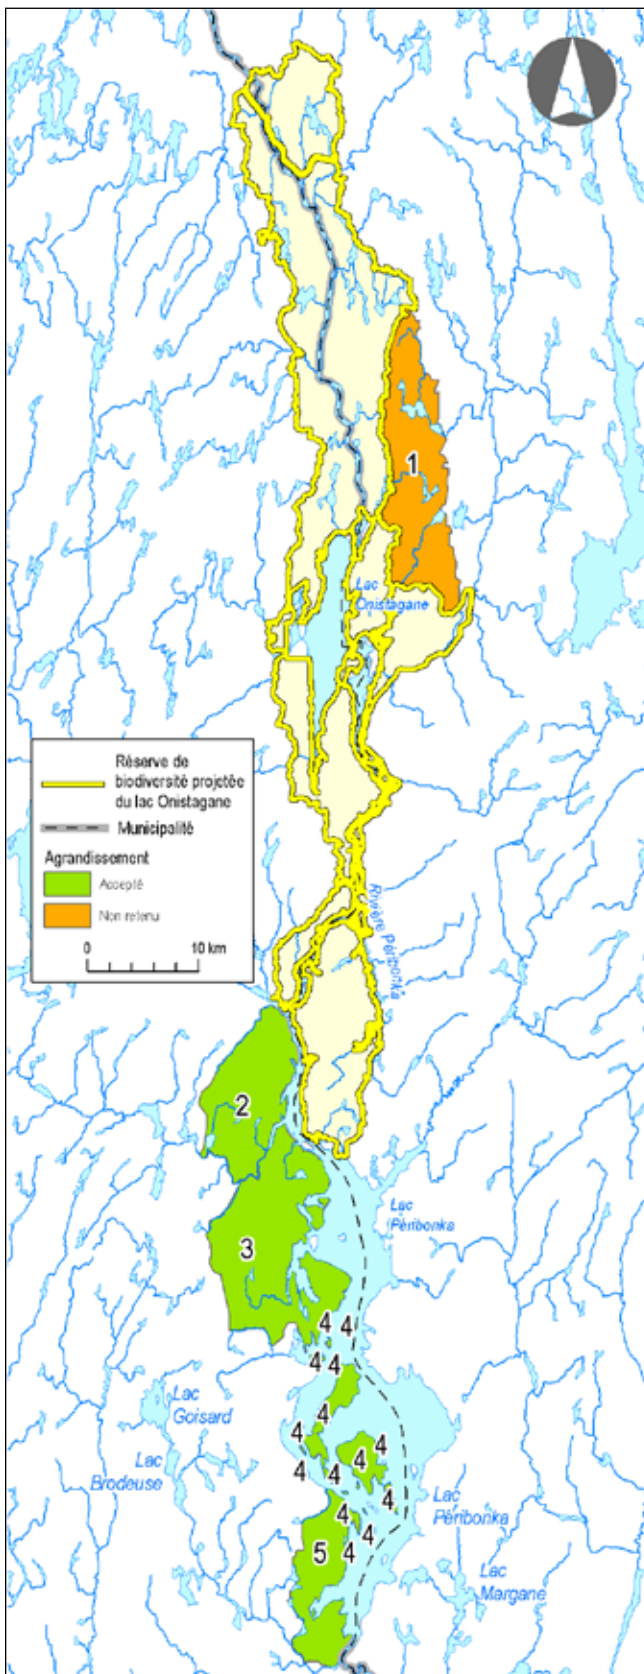 1
Lac
Onistagane
Réserve de
biodiversité projetée
du lac Onistagane
Municipalité
Agrandissement
Accepté
Non retenu
0 10 km
Rivière Péribonka
2
Lac
Péribonka
3
4 4
4 4
Lac
Goisard
4
4 4
4
Lac
Brodeuse
4 4
4
Lac
Péribonka
4
4
5 4
Lac
Margane